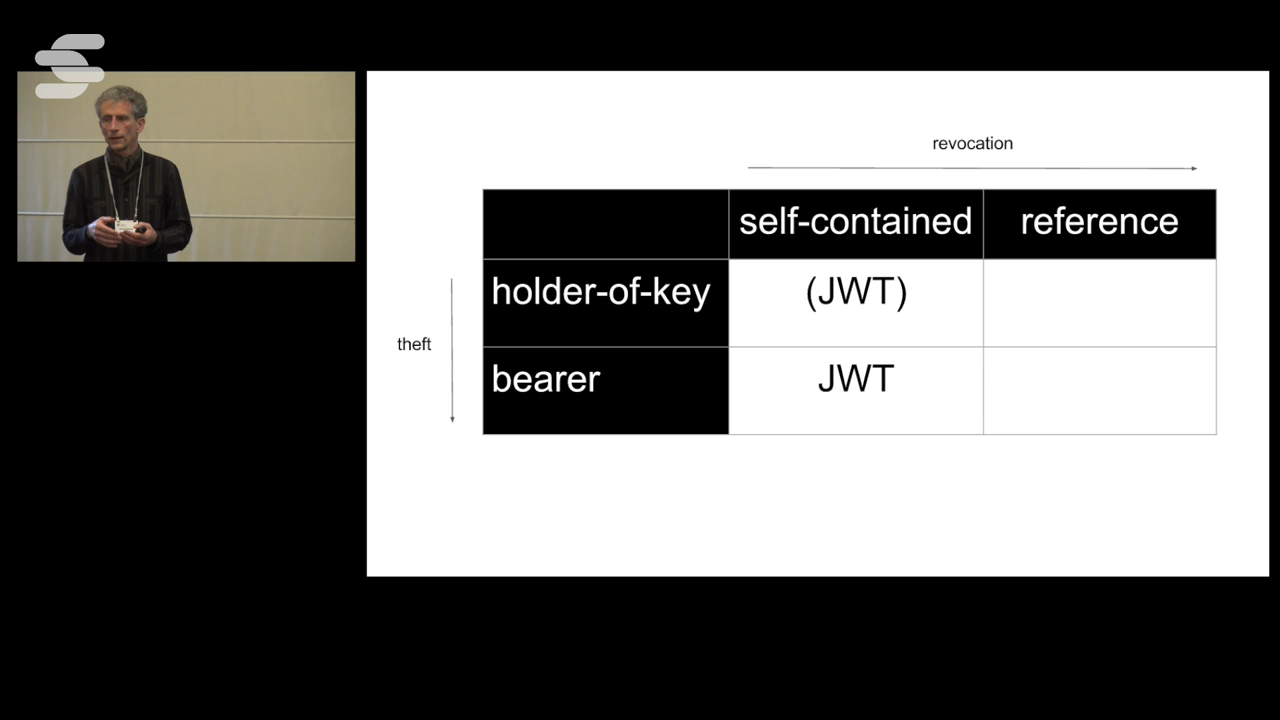 revocation
self-contained reference
holder-of-key (JWT)
theft
bearer JWT